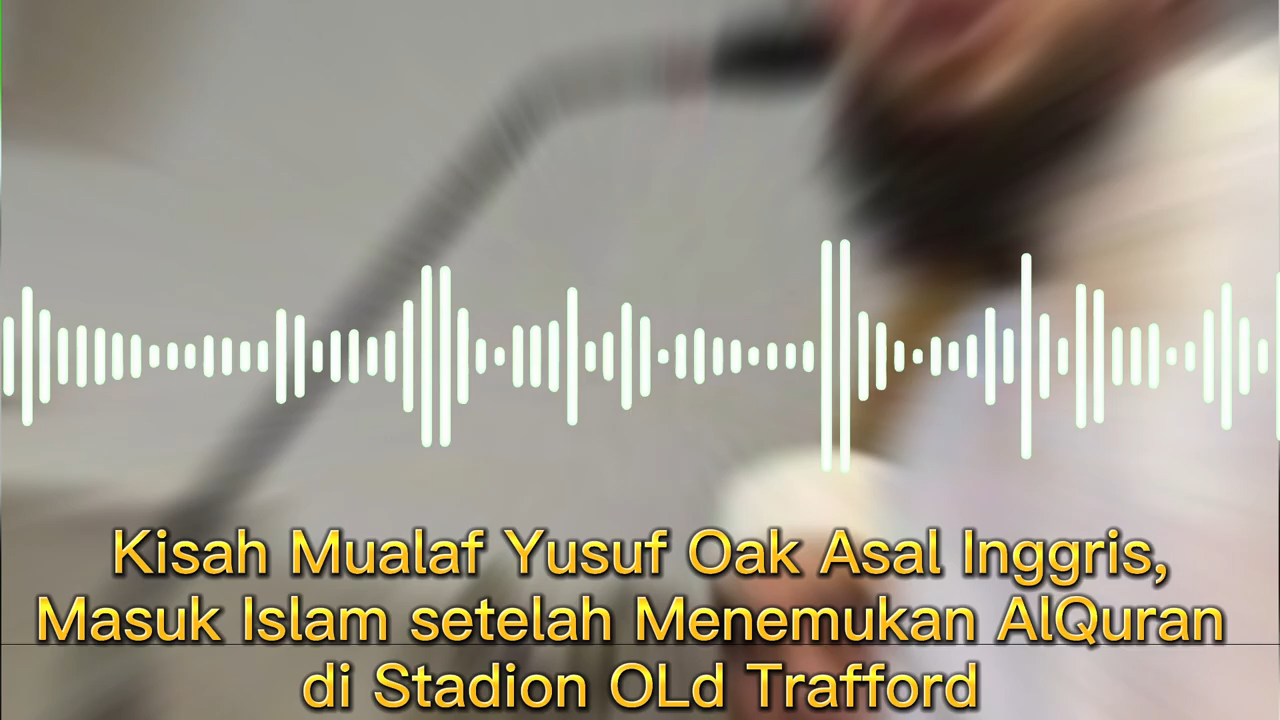 Kisah Mualaf Yusuf Oak Asal Inggris,
Masuk Islam setelah Menemukan AlQuran
di Stadion OLd Trafford